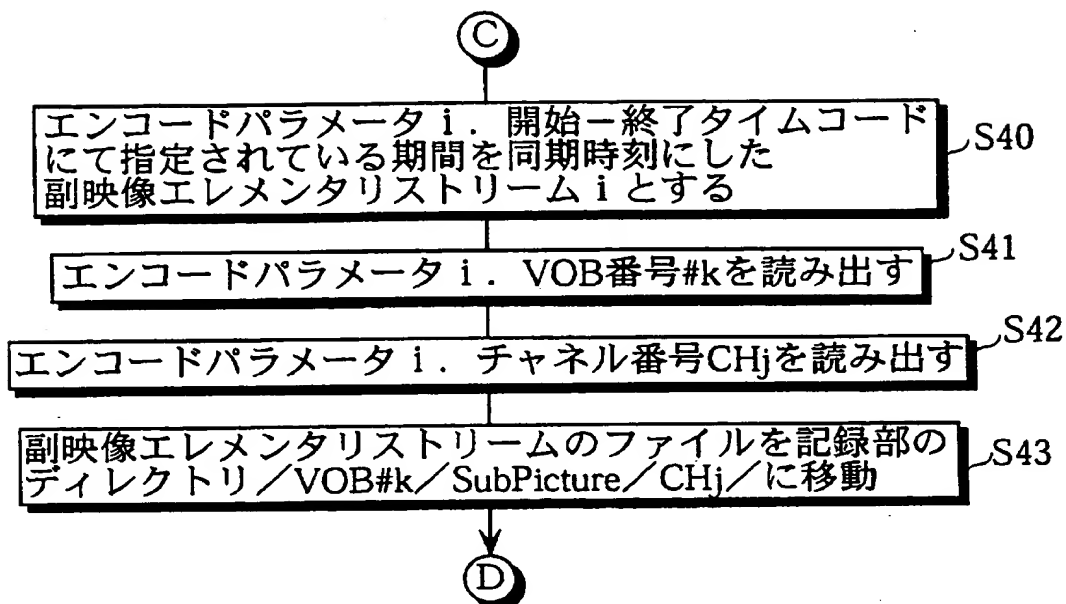 C
エンコードパラメータi．開始－終了タイムコード
にて指定されている期間を同期時刻にした
副映像エレメンタリストリームiとする
S40
エンコードパラメータi．VOB番号#kを読み出す
S41
エンコードパラメータi．チャネル番号CHjを読み出す
S42
副映像エレメンタリストリームのファイルを記録部の
ディレクトリ／VOB#k／SubPicture／CHj／に移動
S43
D